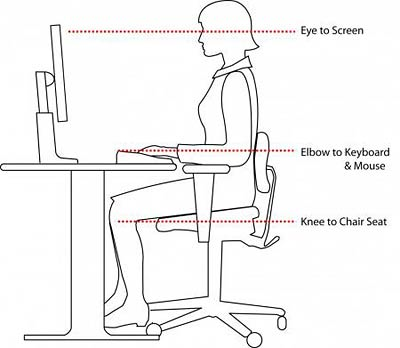 Eye to Screen
Elbow to Keyboard
& Mouse
Knee to Chair Seat